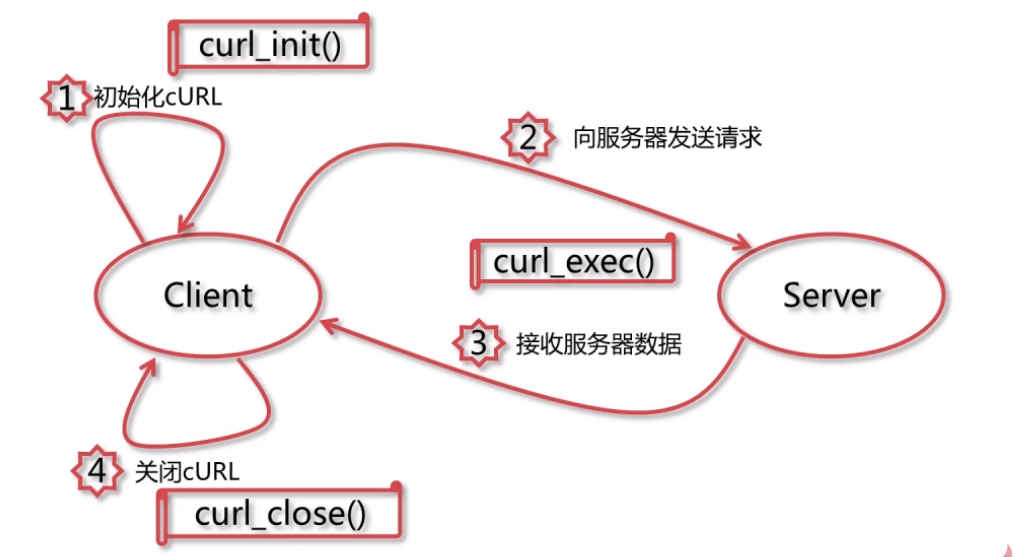 curl_init()
1
初始化cURL
2
向服务器发送请求
curl_exec()
Client
Server
3
接收服务器数据
4
关闭cURL
curl_close()